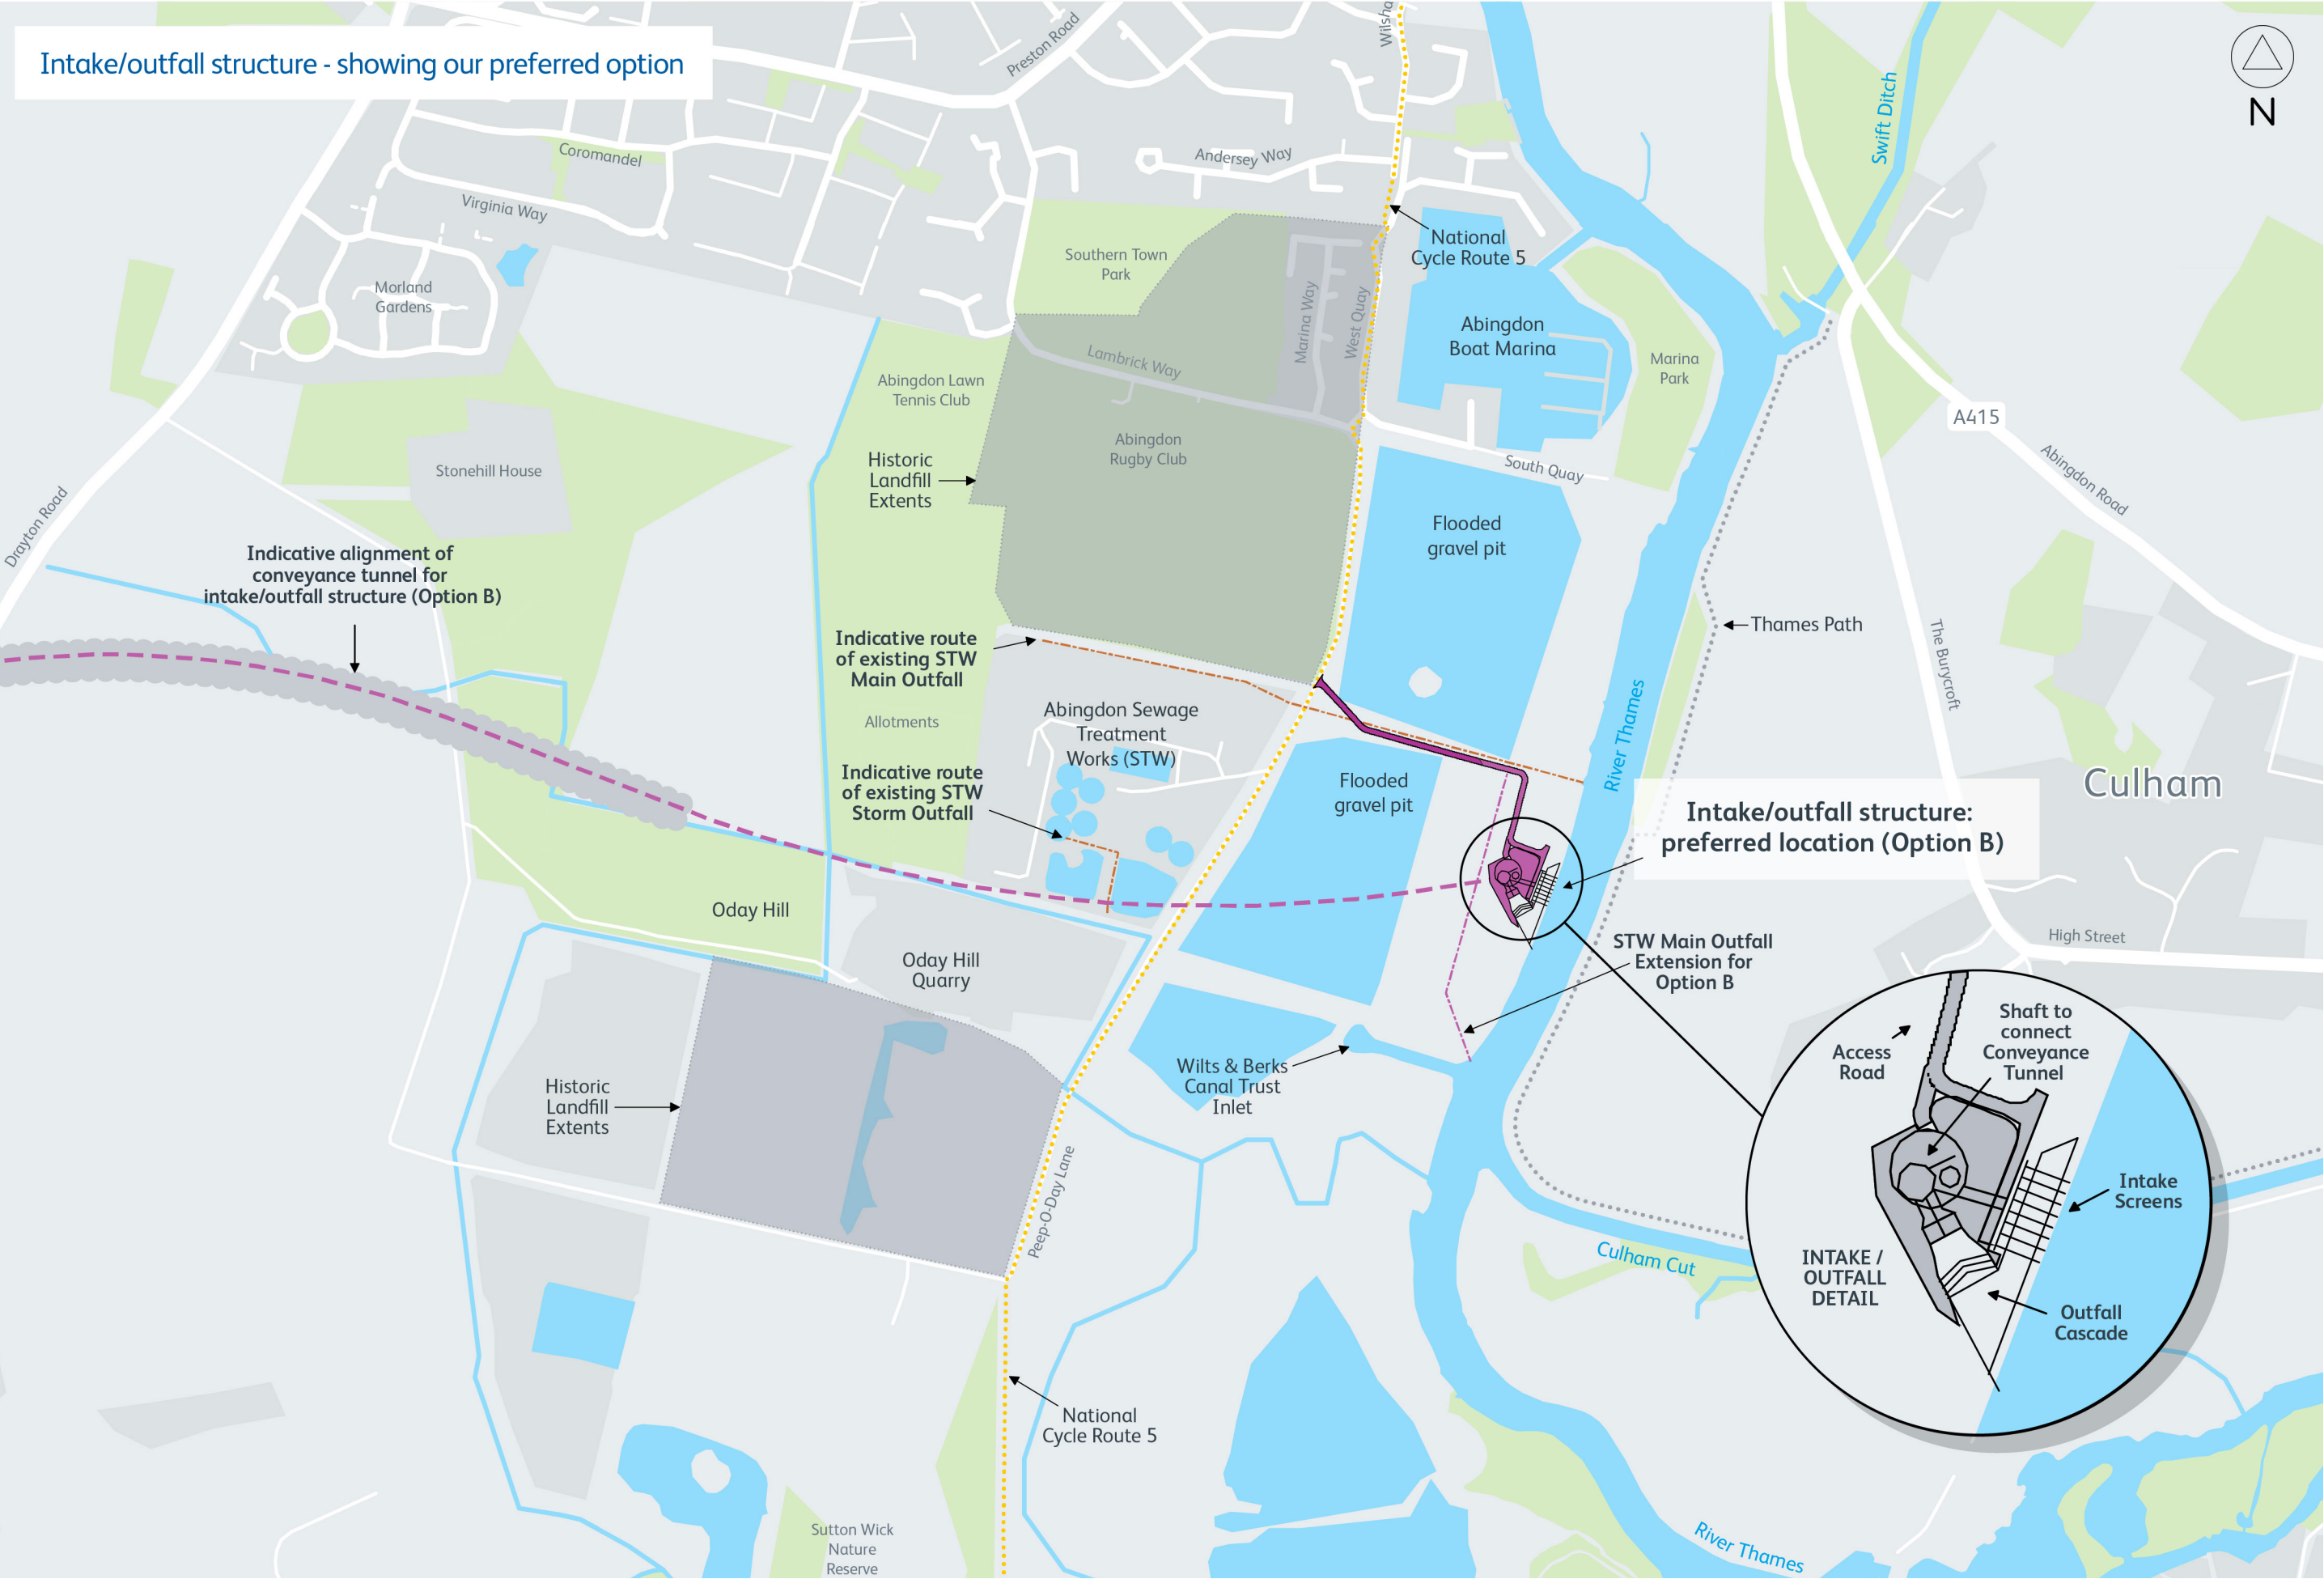 Intake/outfall structure - showing our preferred option
N
Preston Road
Wilsha
Swift Ditch
Coromandel
Andersey Way
Virginia Way
National
Cycle Route 5
Southern Town
Park
Morland
Gardens
Marina Way
West Quay
Abingdon
Boat Marina
Lambrick Way
Marina
Park
Abingdon Lawn
Tennis Club
A415
Abingdon
Rugby Club
Historic
Landfill
Extents
Stonehill House
South Quay
Abingdon Road
Drayton Road
Flooded
gravel pit
Indicative alignment of
conveyance tunnel for
intake/outfall structure (Option B)
Thames Path
The Burycroft
Indicative route
of existing STW
Main Outfall
Allotments
Abingdon Sewage
Treatment
Works (STW)
River Thames
Indicative route
of existing STW
Storm Outfall
Flooded
gravel pit
Culham
Intake/outfall structure:
preferred location (Option B)
Oday Hill
High Street
STW Main Outfall
Extension for
Option B
Oday Hill
Quarry
Shaft to
connect
Conveyance
Tunnel
Access
Road
Wilts & Berks
Canal Trust
Inlet
Historic
Landfill
Extents
Peep-O-Day Lane
Intake
Screens
Culham Cut
INTAKE /
OUTFALL
DETAIL
Outfall
Cascade
National
Cycle Route 5
Sutton Wick
Nature
Reserve
River Thames